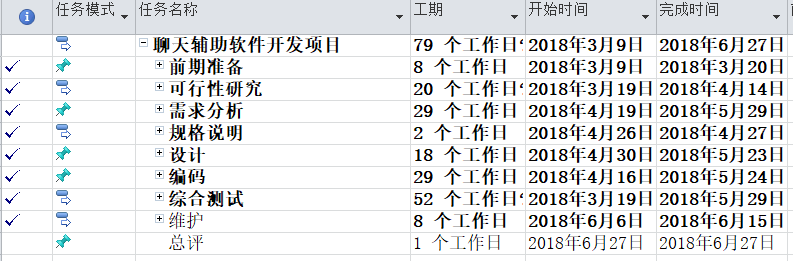 任务模式 任务名称 工期 开始时间 完成时间
聊天辅助软件开发项目 79 个工作日 2018年3月9日 2018年6月27日
前期准备 8 个工作日 2018年3月9日 2018年3月20日
可行性研究 20 个工作日 2018年3月19日 2018年4月14日
需求分析 29 个工作日 2018年4月19日 2018年5月29日
规格说明 2 个工作日 2018年4月26日 2018年4月27日
设计 18 个工作日 2018年4月30日 2018年5月23日
编码 29 个工作日 2018年4月16日 2018年5月24日
综合测试 52 个工作日 2018年3月19日 2018年5月29日
维护 8 个工作日 2018年6月6日 2018年6月15日
总评 1 个工作日 2018年6月27日 2018年6月27日